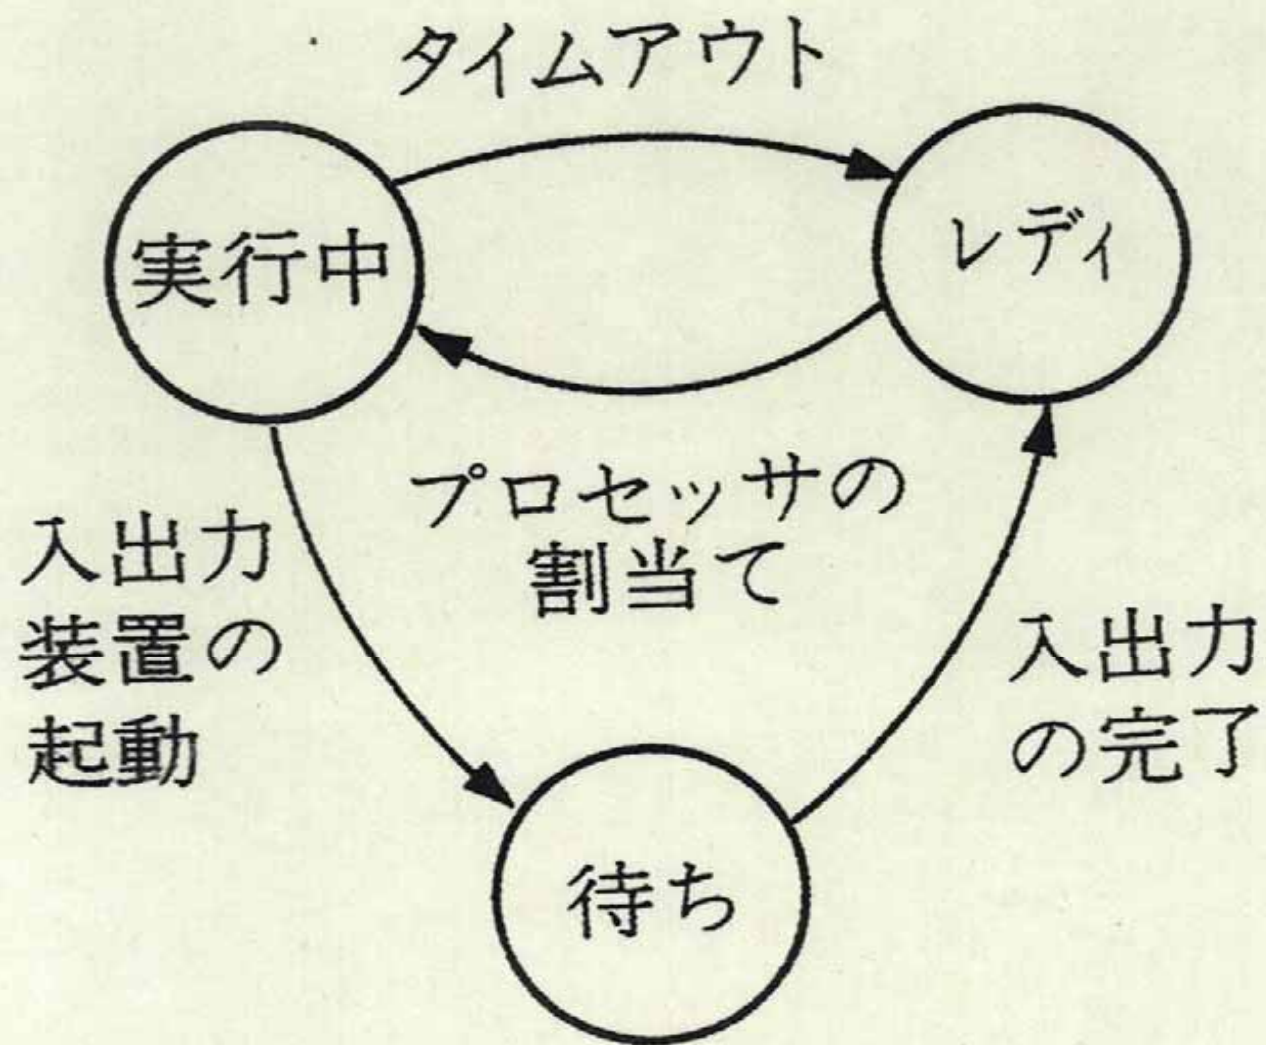 タイムアウト
実行中
レディ
プロセッサの
割当て
入出力
装置の
起動
入出力
の完了
待ち